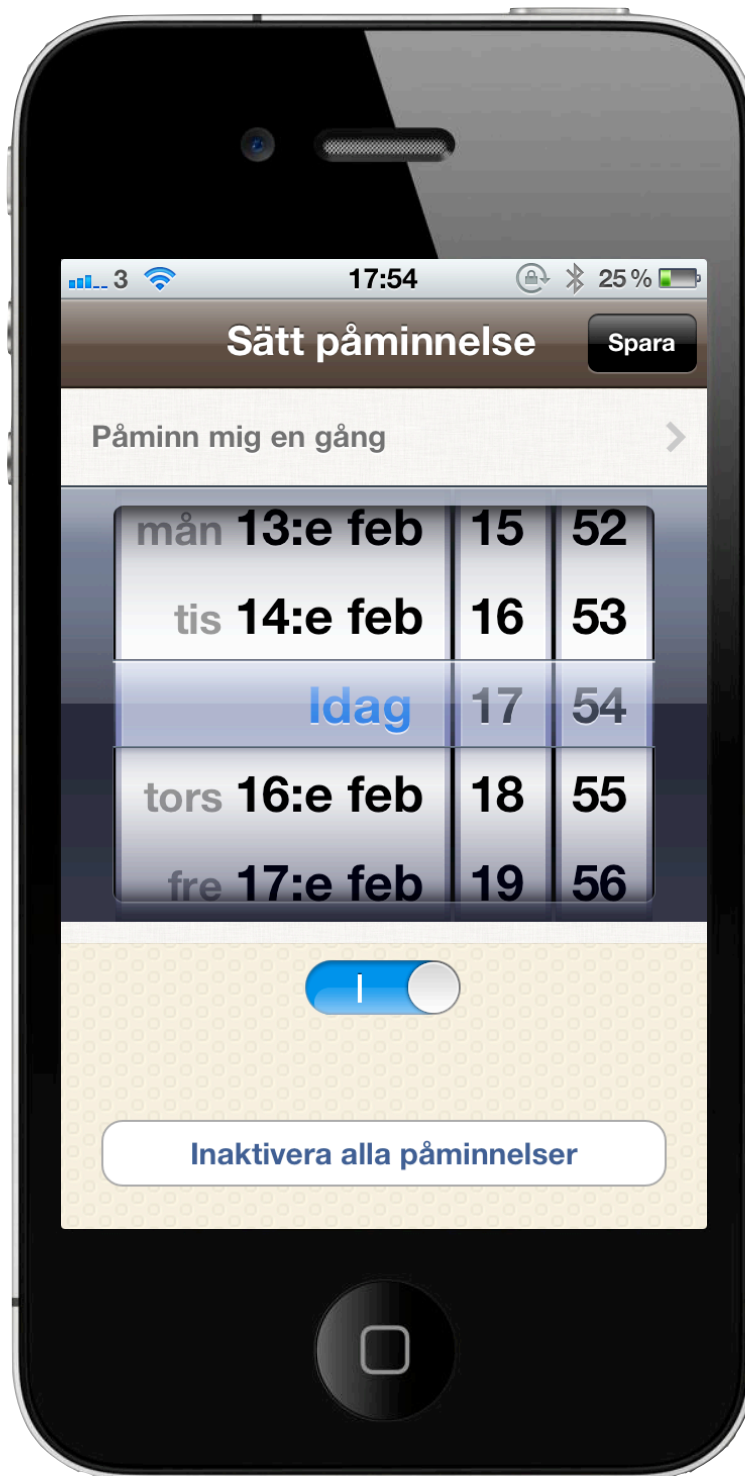 3 17:54 25 %
Sätt påminnelse Spara
Påminn mig en gång
mån 13:e feb 15 52
tis 14:e feb 16 53
Idag 17 54
tors 16:e feb 18 55
fre 17:e feb 19 56
Inaktivera alla påminnelser